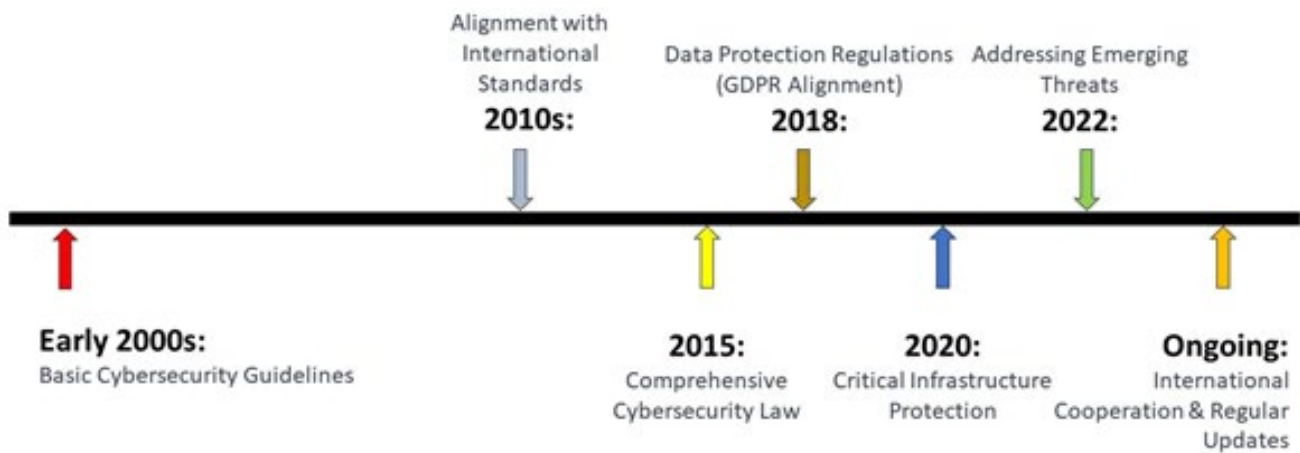 Alignment with
International
Standards
2010s:
Data Protection Regulations
(GDPR Alignment)
2018:
Addressing Emerging
Threats
2022:
Early 2000s:
Basic Cybersecurity Guidelines
2015:
Comprehensive
Cybersecurity Law
2020:
Critical Infrastructure
Protection
Ongoing:
International
Cooperation & Regular
Updates